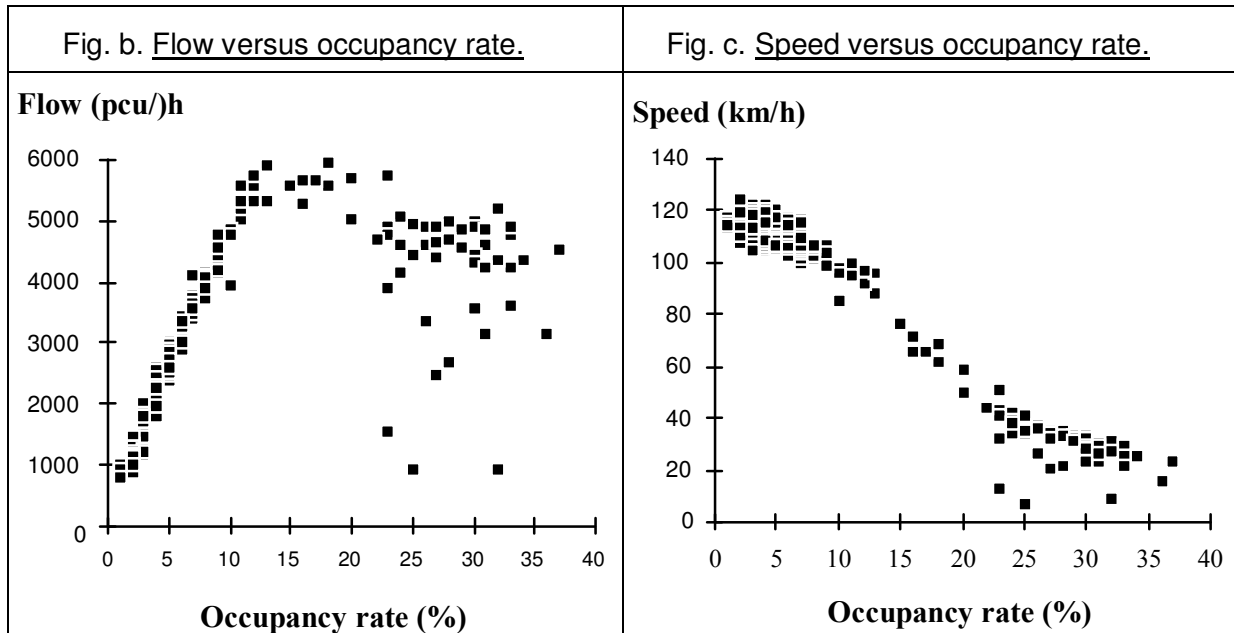 Fig. b. Flow versus occupancy rate.
Flow (pcu/)h
6000
5000
4000
3000
2000
1000
0
0 5 10 15 20 25 30 35 40
Occupancy rate (%)
Fig. c. Speed versus occupancy rate.
Speed (km/h)
140
120
100
80
60
40
20
0
0 5 10 15 20 25 30 35 40
Occupancy rate (%)